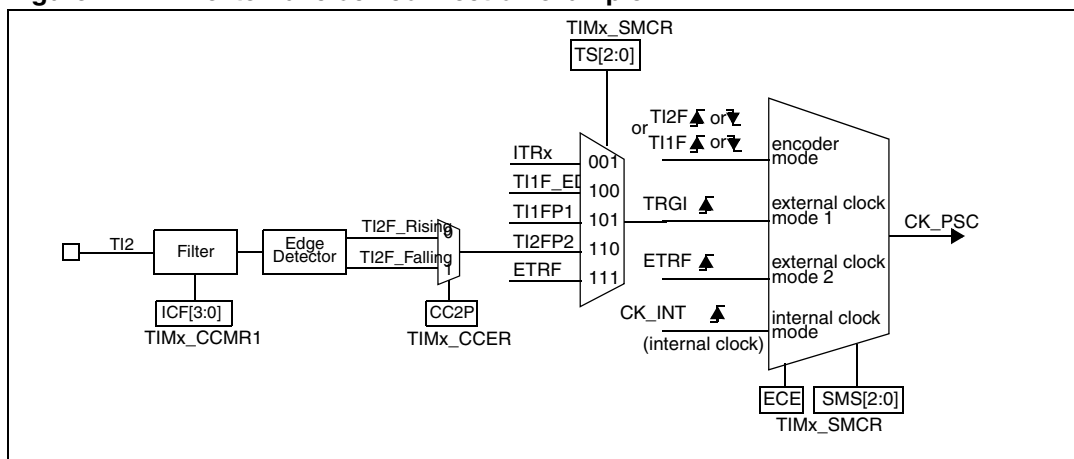 TIMx_SMCR
TS[2:0]
or TI2F or
TI1F or
encoder
mode
ITRx
001
TI1F_ED
100
TI1FP1
101
TRGI
external clock
mode 1
CK_PSC
TI2
Filter
Edge
Detector
TI2F_Rising
0
TI2F_Falling
1
TI2FP2
110
ETRF
111
ETRF
external clock
mode 2
ICF[3:0]
TIMx_CCMR1
CC2P
TIMx_CCER
CK_INT
(internal clock)
internal clock
mode
ECE
SMS[2:0]
TIMx_SMCR